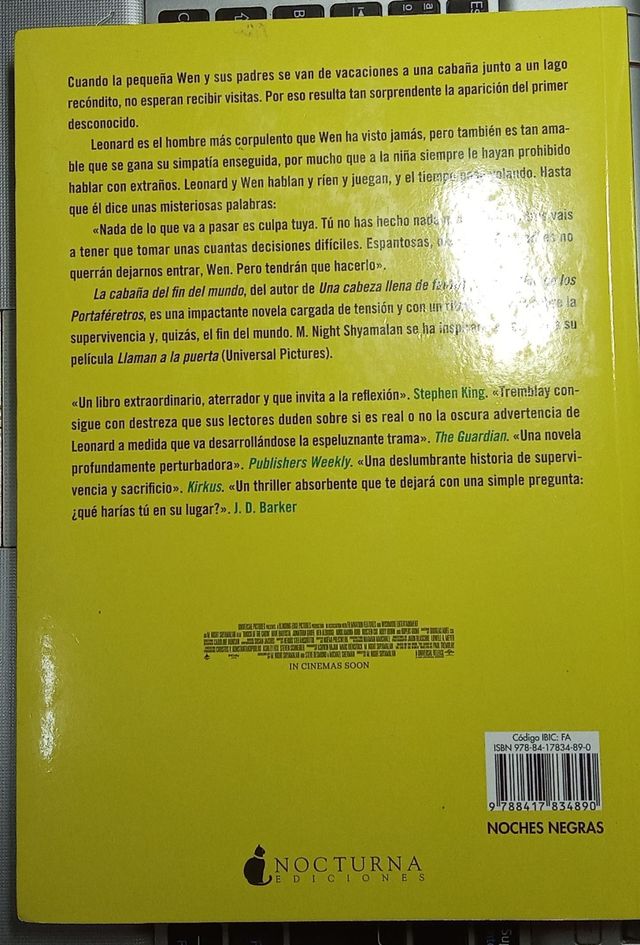 Cuando la pequeña Wen y sus padres se van de vacaciones a una cabaña junto a un lago
recóndito, no esperan recibir visitas. Por eso resulta tan sorprendente la aparición del primer
desconocido.
Leonard es el hombre más corpulento que Wen ha visto jamás, pero también es tan ama-
ble que se gana su simpatía enseguida, por mucho que a la niña siempre le hayan prohibido
hablar con extraños. Leonard y Wen hablan y ríen y juegan, y el tiempo pasa volando. Hasta
que él dice unas misteriosas palabras:
«Nada de lo que va a pasar es culpa tuya. Tú no has hecho nada vais
a tener que tomar unas cuantas decisiones difíciles. Espantosas, no
querrán dejarnos entrar, Wen. Pero tendrán que hacerlo».
La cabaña del fin del mundo, del autor de Una cabeza llena de los
Portaféretros, es una impactante novela cargada de tensión y con un la
supervivencia y, quizás, el fin del mundo. M. Night Shyamalan se ha su
película Llaman a la puerta (Universal Pictures).
«Un libro extraordinario, aterrador y que invita a la reflexión». Stephen King. «Tremblay con-
sigue con destreza que sus lectores duden sobre si es real o no la oscura advertencia de
Leonard a medida que va desarrollándose la espeluznante trama». The Guardian. «Una novela
profundamente perturbadora». Publishers Weekly. «Una deslumbrante historia de supervi-
vencia y sacrificio». Kirkus. «Un thriller absorbente que te dejará con una simple pregunta:
¿qué harías tú en su lugar?». J. D. Barker
IN CINEMAS SOON
Código IBIC: FA
ISBN 978-84-17834-89-0
9 788417 834890
NOCHES NEGRAS
NOCTURNA
EDICIONES